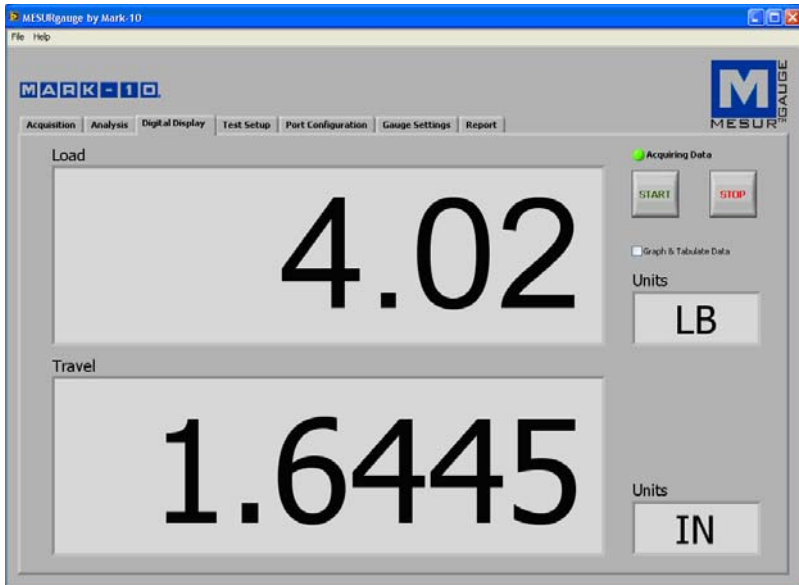 MESURgauge by Mark-10
File Help
MARK-10
M
MESUR
GAUGE
Acquisition Analysis Digital Display Test Setup Port Configuration Gauge Settings Report
Load
4.02
Acquiring Data
START STOP
Graph & Tabulate Data
Units
LB
Travel
1.6445
Units
IN